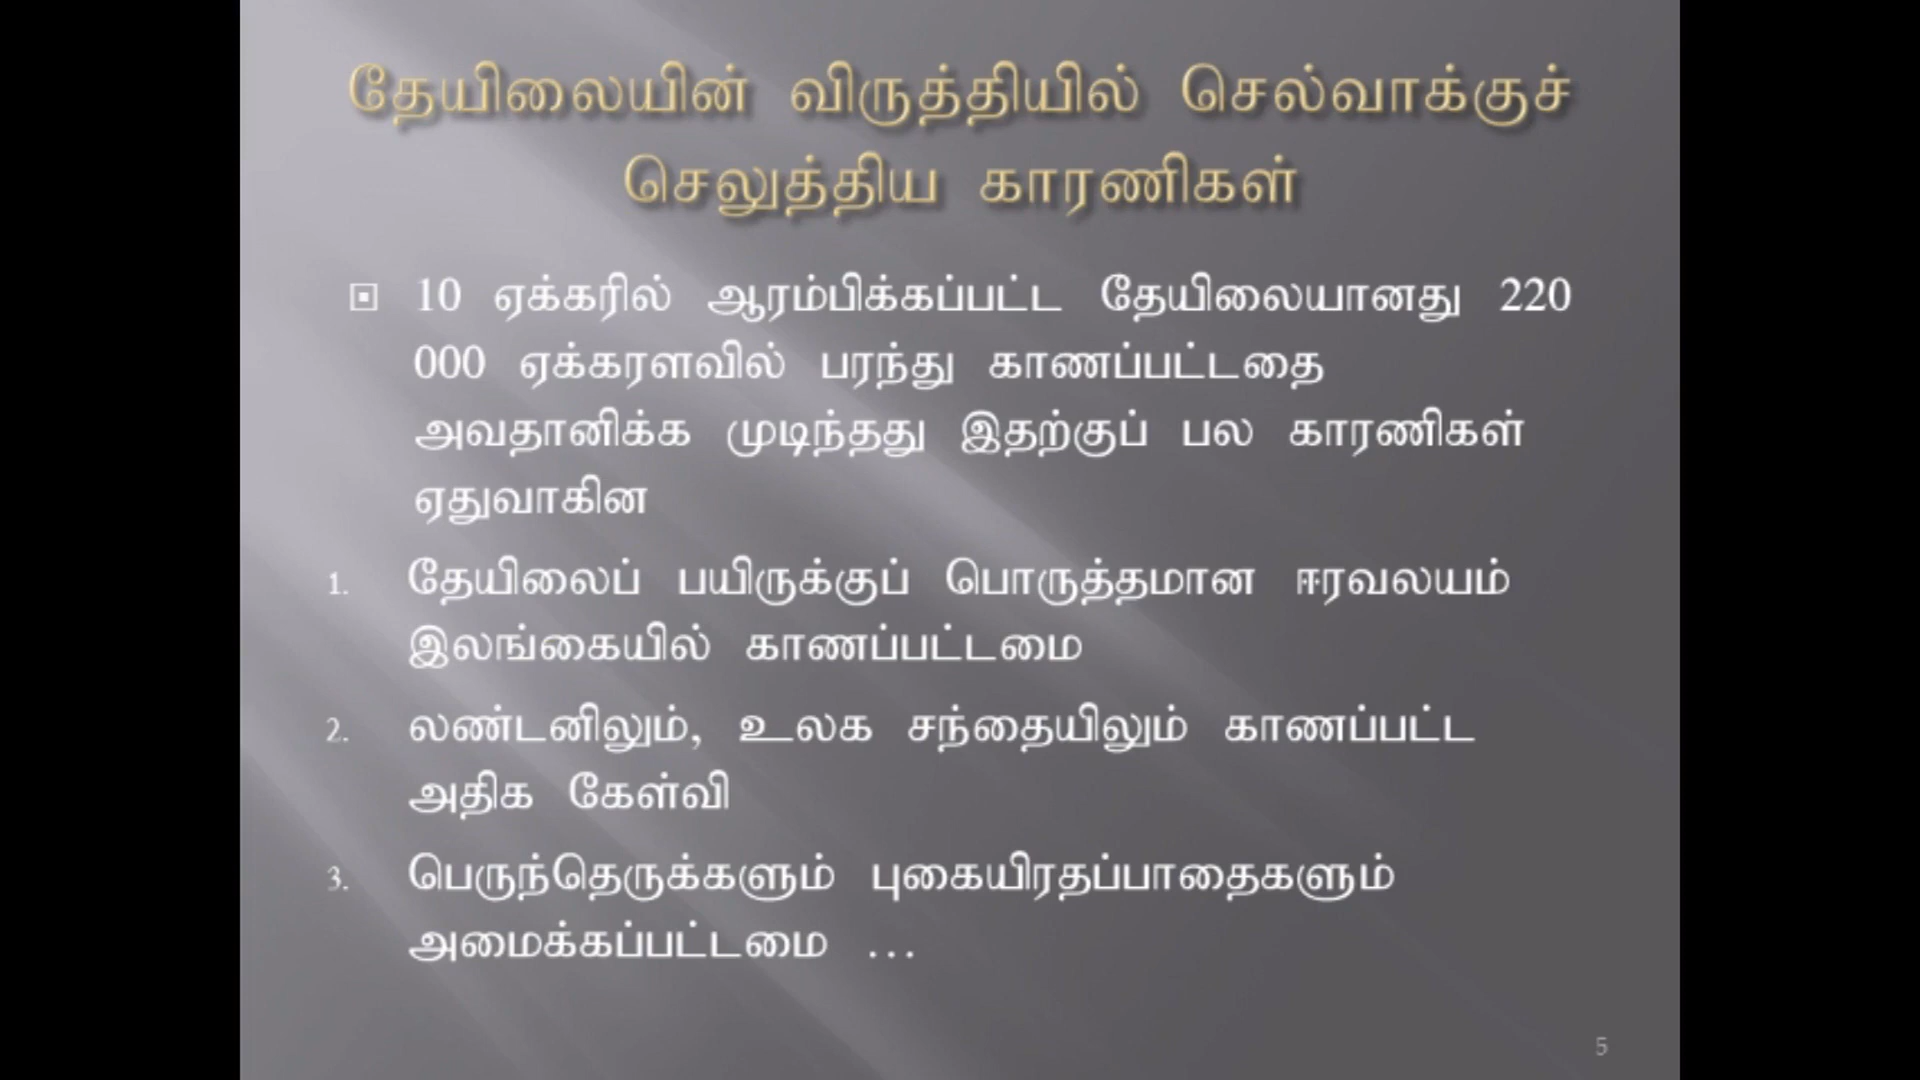 தேயிலையின் விருத்தியில் செல்வாக்குச்
செலுத்திய காரணிகள்
10 ஏக்கரில் ஆரம்பிக்கப்பட்ட தேயிலையானது 220
000 ஏக்கரளவில் பரந்து காணப்பட்டதை
அவதானிக்க முடிந்தது இதற்குப் பல காரணிகள்
ஏதுவாகின
1. தேயிலைப் பயிருக்குப் பொருத்தமான ஈரவலயம்
இலங்கையில் காணப்பட்டமை
2. லண்டனிலும், உலக சந்தையிலும் காணப்பட்ட
அதிக கேள்வி
3. பெருந்தெருக்களும் புகையிரதப்பாதைகளும்
அமைக்கப்பட்டமை ...
5